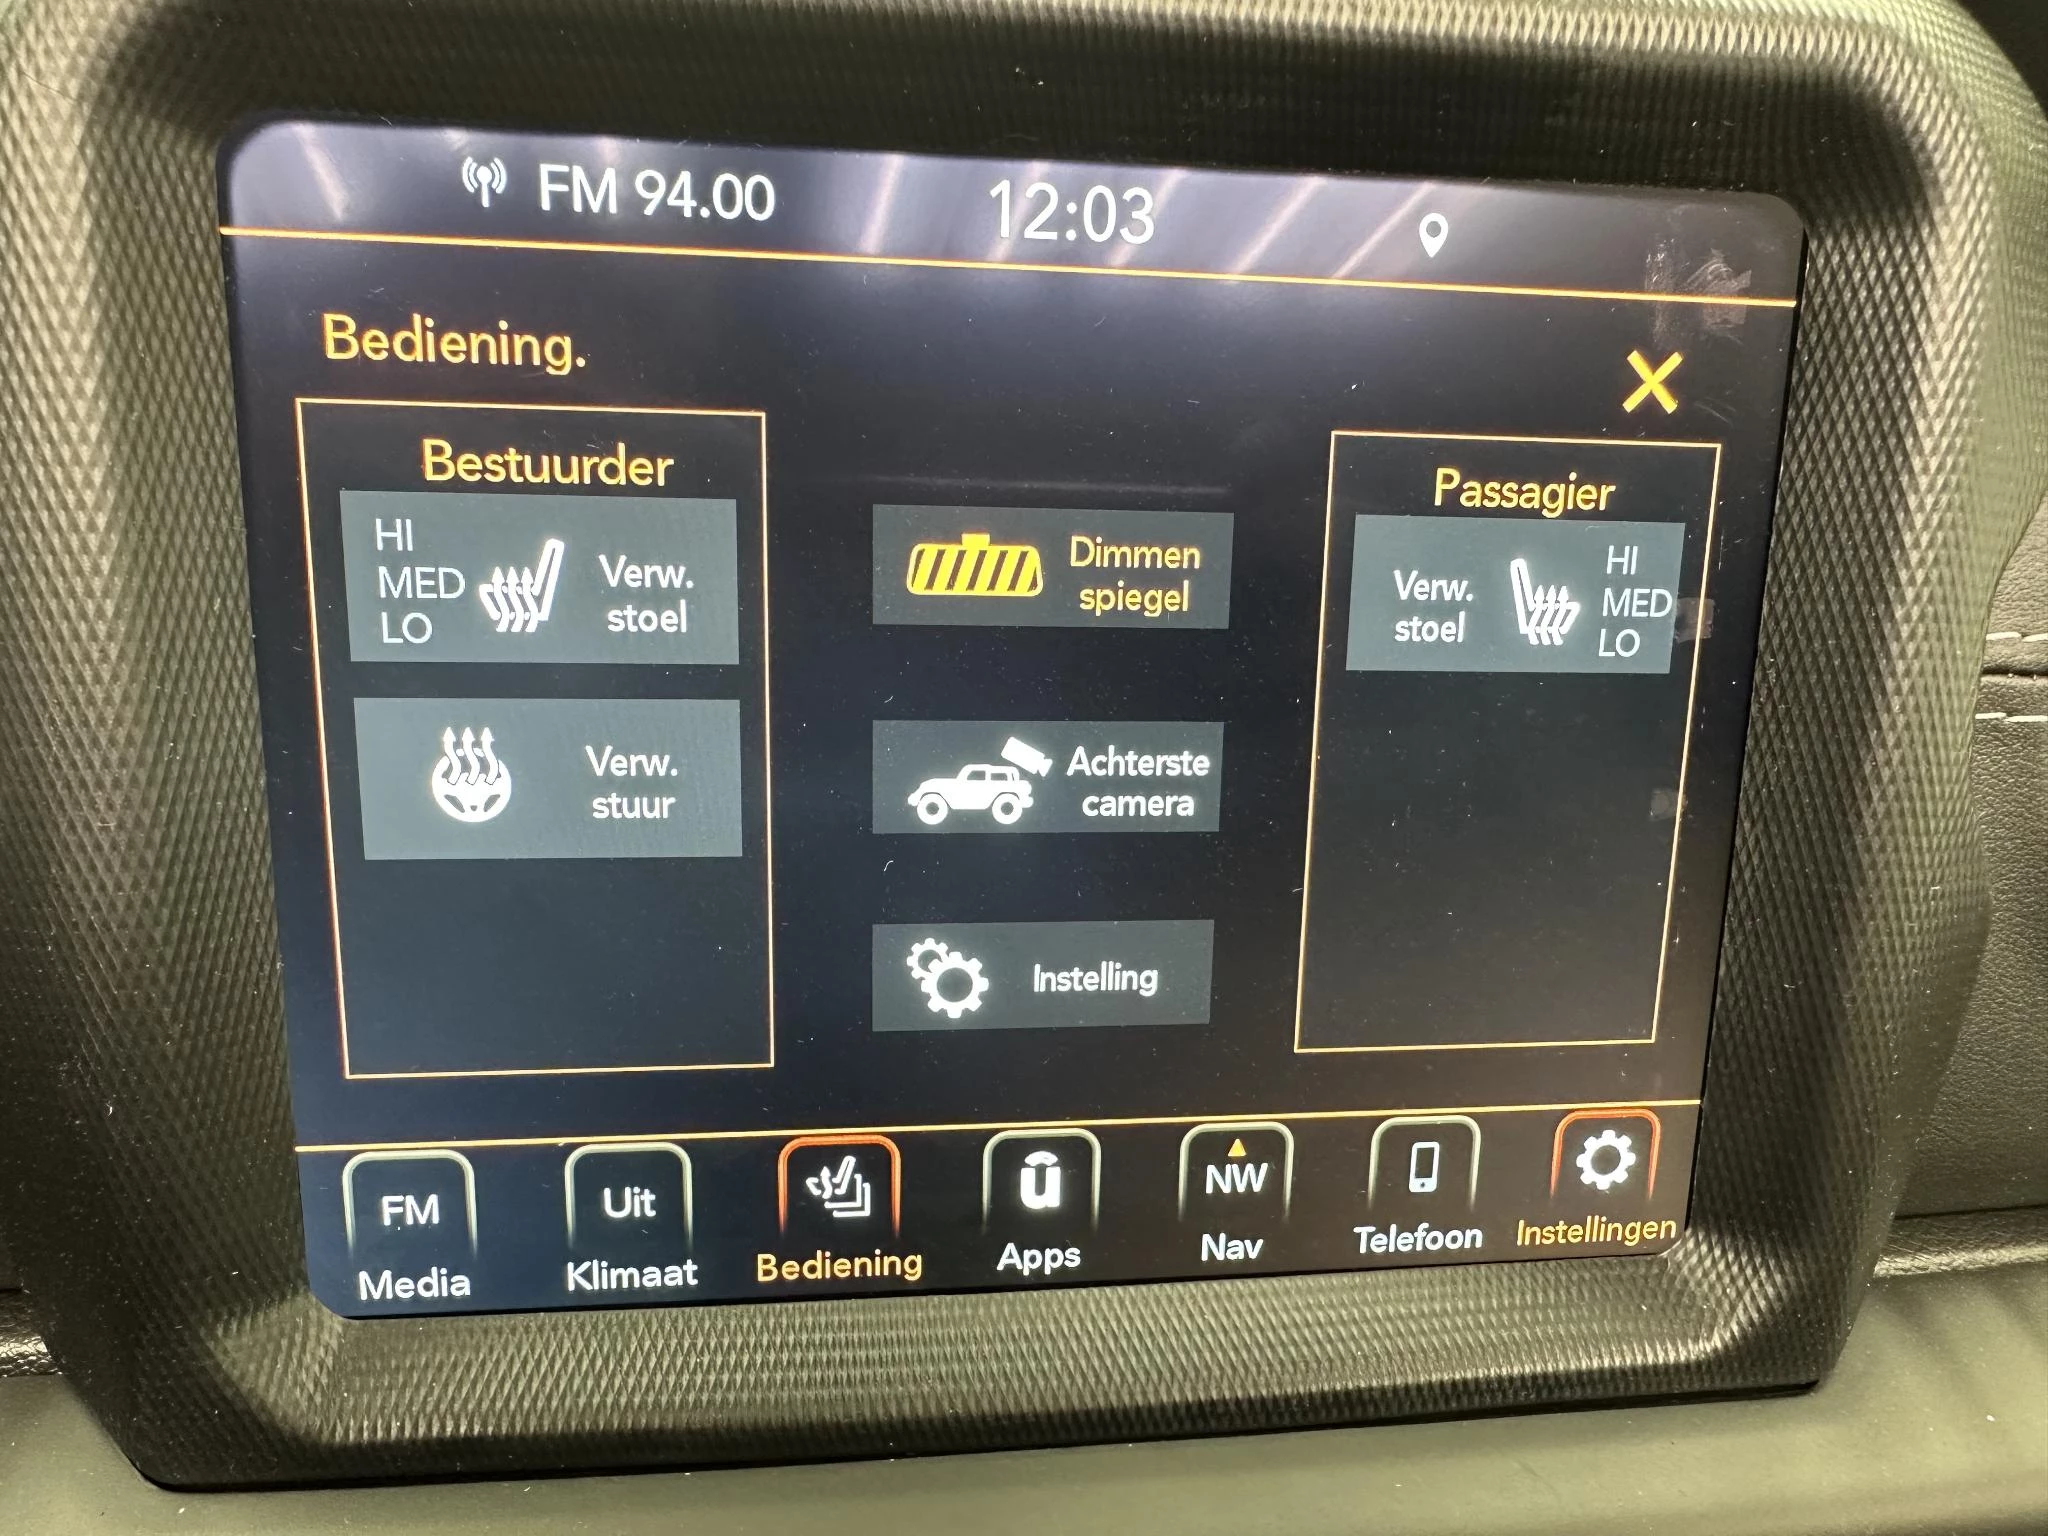 FM 94.00
12:03
Bediening.
Bestuurder
HI
MED
LO
Verw.
stoel
Verw.
stuur
Dimmen
spiegel
Achterste
camera
Instelling
Passagier
Verw.
stoel
HI
MED
LO
FM
Media
Uit
Klimaat
Bediening
ū
Apps
NW
Nav
Telefoon
Instellingen